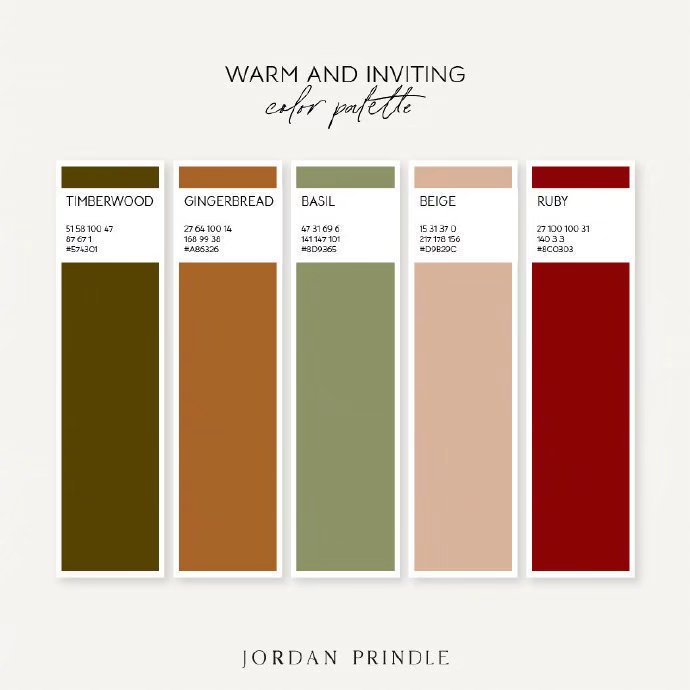 WARM AND INVITING
color palette
TIMBERWOOD
51 58 100 47
87 67 1
#574301
GINGERBREAD
27 64 100 14
168 99 38
#A86326
BASIL
47 31 69 6
141 147 101
#8D9365
BEIGE
15 31 37 0
217 178 156
#D9B29C
RUBY
27 100 100 31
140 3 3
#8C0303
JORDAN PRINDLE